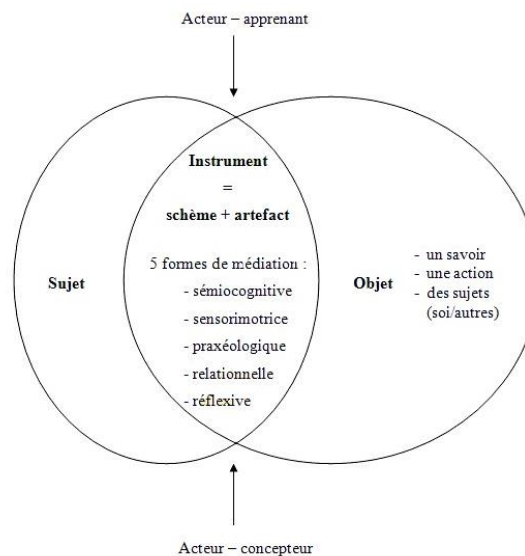 Acteur – apprenant
Instrument
=
schème + artefact
5 formes de médiation :
- sémiocognitive
- sensorimotrice
- praxéologique
- relationnelle
- réflexive
Sujet
Objet
- un savoir
- une action
- des sujets
(soi/autres)
Acteur – concepteur